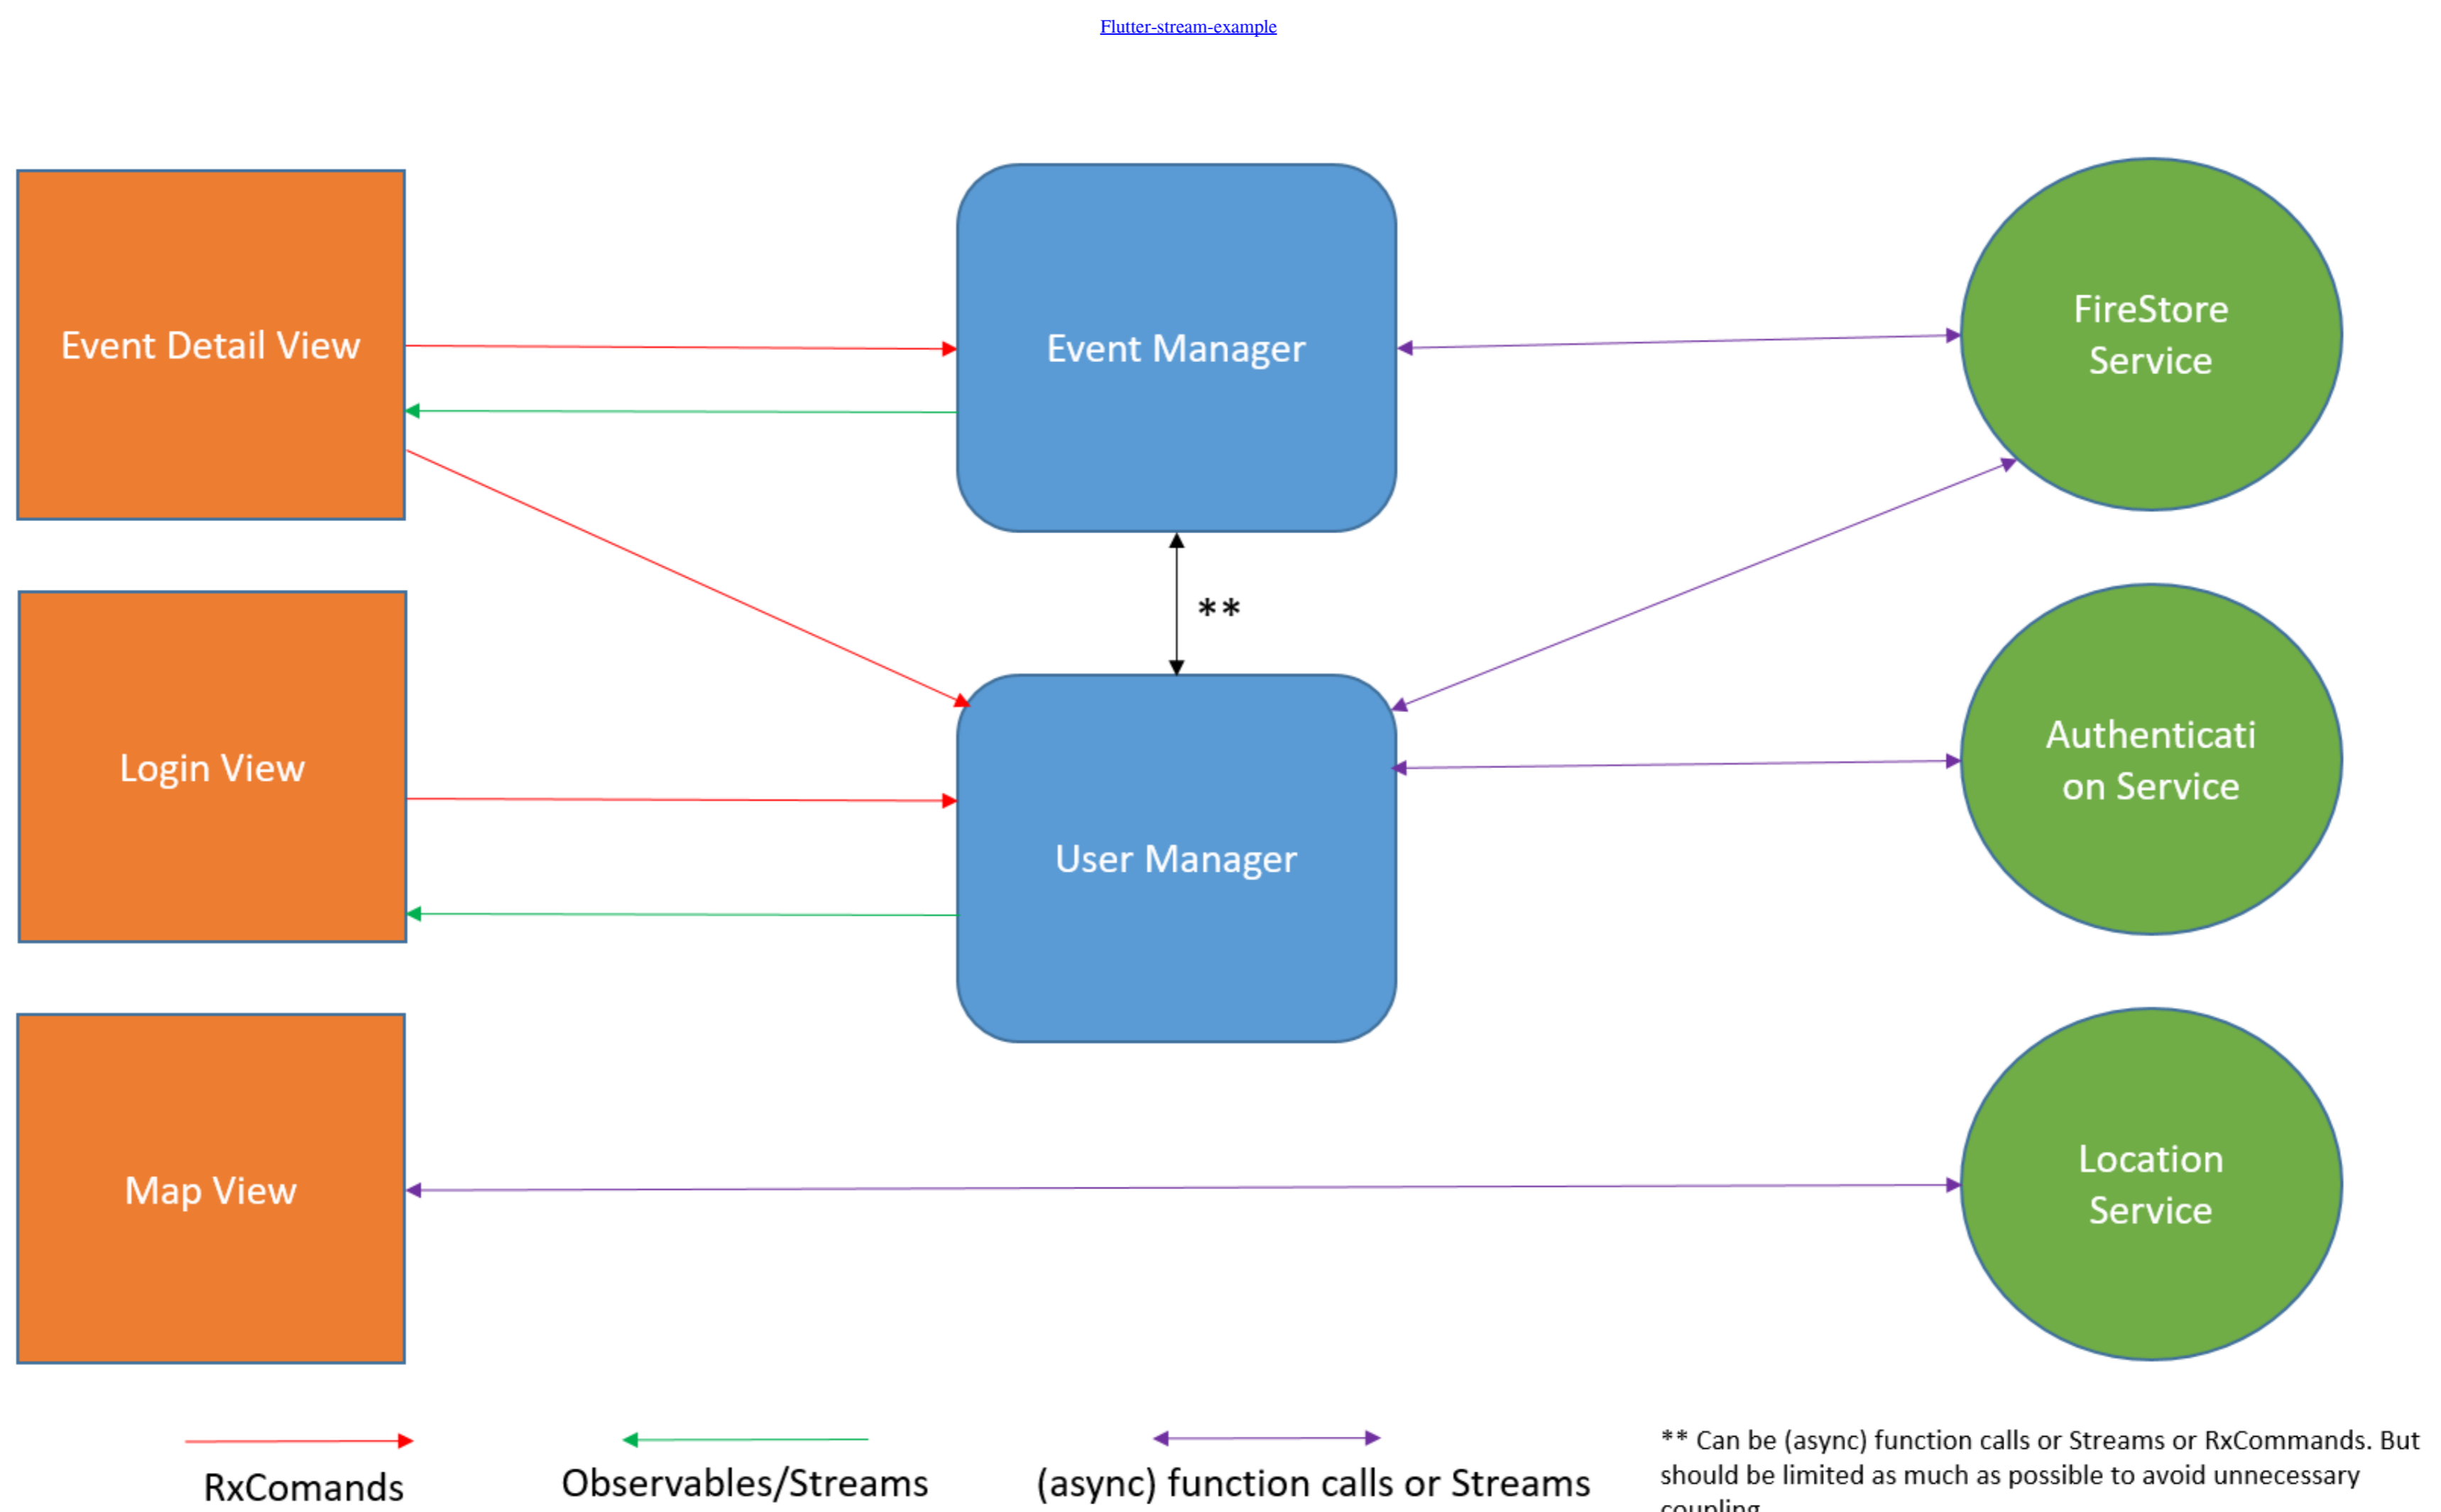 Flutter-stream-example
Event Detail View
Event Manager
FireStore
Service
**
Login View
User Manager
Authenticati
on Service
Map View
Location
Service
RxComands
Observables/Streams
(async) function calls or Streams
** Can be (async) function calls or Streams or RxCommands. But
should be limited as much as possible to avoid unnecessary
coupling